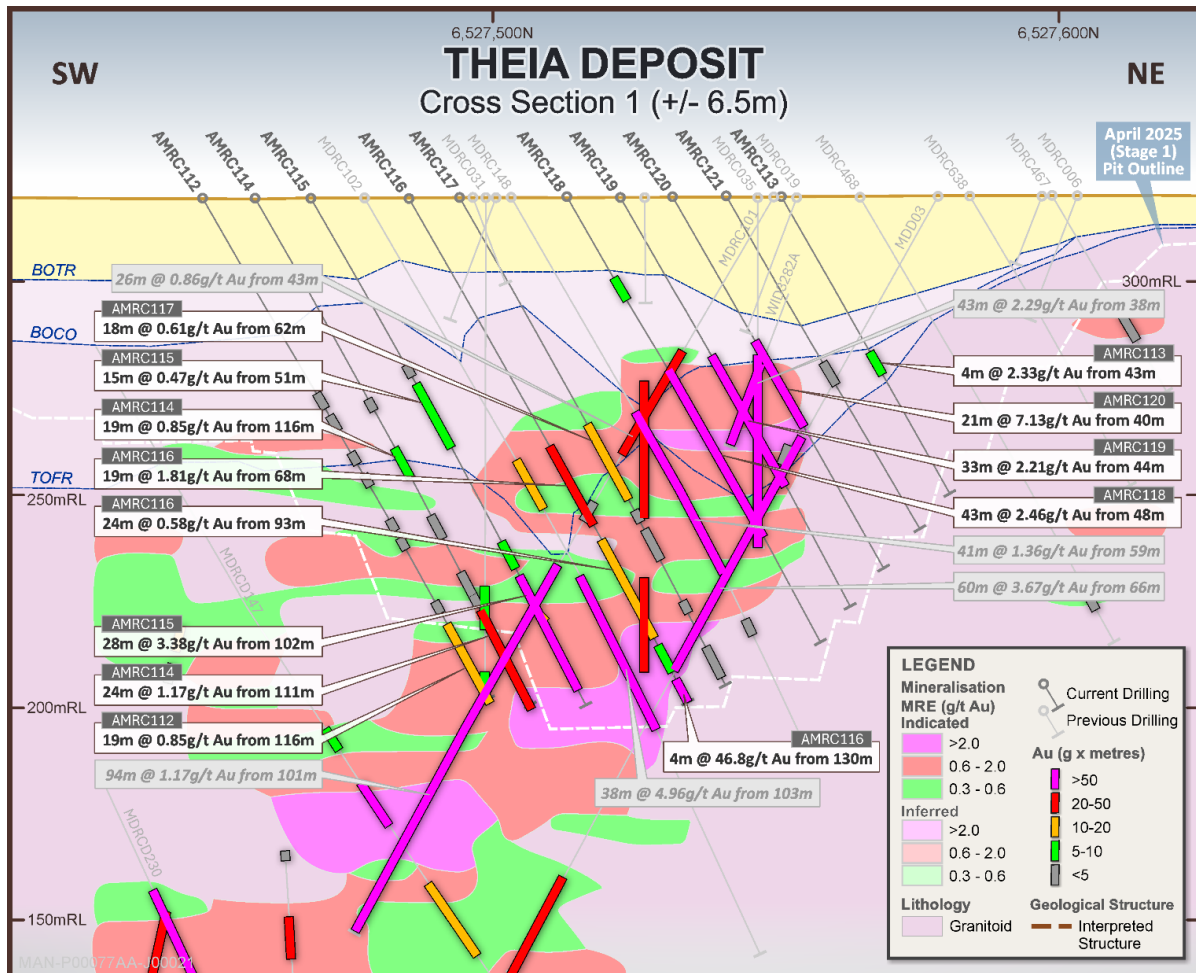 6,527,500N
6,527,600N
THEIA DEPOSIT
Cross Section 1 (+/- 6.5m)
SW
NE
April 2025
(Stage 1)
Pit Outline
AMRC112
AMRC114
AMRC115
MDRC102
AMRC116
AMRC117
MDRC031
MDRC148
AMRC118
AMRC119
AMRC120
AMRC121
MDRC035
AMRC113
MDRC019
MDRC468
MDRC638
MDRC467
MDRC006
MDRC101
MDD03
WID3282A
BOTR
300mRL
26m @ 0.86g/t Au from 43m
43m @ 2.29g/t Au from 38m
AMRC117
18m @ 0.61g/t Au from 62m
BOCO
AMRC113
4m @ 2.33g/t Au from 43m
AMRC115
15m @ 0.47g/t Au from 51m
AMRC120
21m @ 7.13g/t Au from 40m
AMRC114
19m @ 0.85g/t Au from 116m
AMRC119
33m @ 2.21g/t Au from 44m
AMRC116
19m @ 1.81g/t Au from 68m
TOFR
250mRL
AMRC118
43m @ 2.46g/t Au from 48m
AMRC116
24m @ 0.58g/t Au from 93m
41m @ 1.36g/t Au from 59m
60m @ 3.67g/t Au from 66m
MDRCD147
AMRC115
28m @ 3.38g/t Au from 102m
AMRC114
24m @ 1.17g/t Au from 111m
200mRL
AMRC112
19m @ 0.85g/t Au from 116m
AMRC116
4m @ 46.8g/t Au from 130m
94m @ 1.17g/t Au from 101m
38m @ 4.96g/t Au from 103m
MDRCD230
150mRL
MAN-P00077AA-J00021
LEGEND
Mineralisation
MRE (g/t Au)
Indicated
>2.0
0.6 - 2.0
0.3 - 0.6
Inferred
>2.0
0.6 - 2.0
0.3 - 0.6
Lithology
Granitoid
Current Drilling
Previous Drilling
Au (g x metres)
>50
20-50
10-20
5-10
<5
Geological Structure
Interpreted
Structure